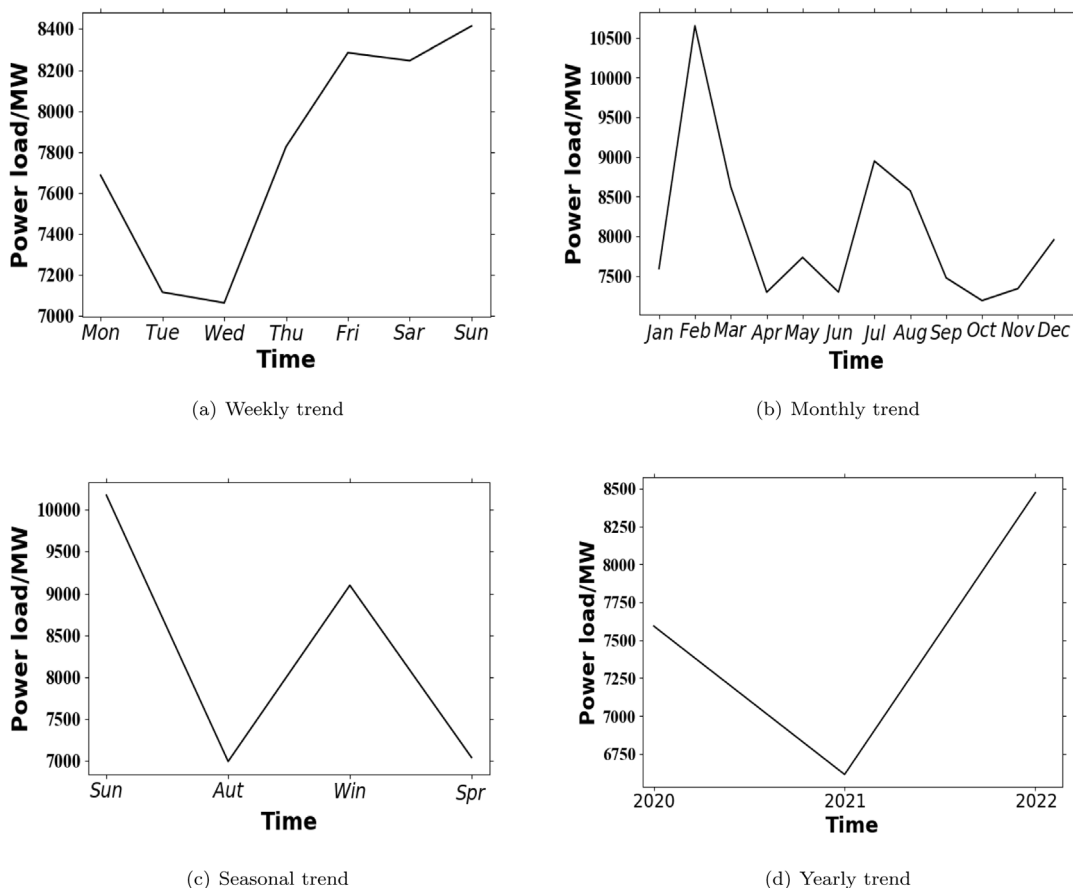 Power load/MW
8400
8200
8000
7800
7600
7400
7200
7000
Mon Tue Wed Thu Fri Sar Sun
Time
(a) Weekly trend
Power load/MW
10500
10000
9500
9000
8500
8000
7500
Jan Feb Mar Apr May Jun Jul Aug Sep Oct Nov Dec
Time
(b) Monthly trend
Power load/MW
10000
9500
9000
8500
8000
7500
7000
Sun Aut Win Spr
Time
(c) Seasonal trend
Power load/MW
8500
8250
8000
7750
7500
7250
7000
6750
2020 2021 2022
Time
(d) Yearly trend